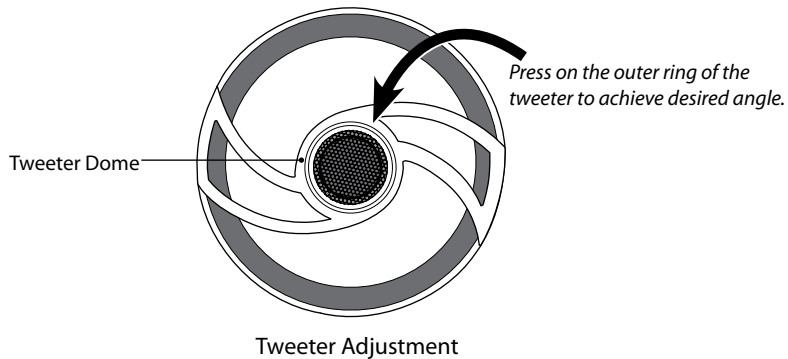 Press on the outer ring of the
tweeter to achieve desired angle.
Tweeter Dome
Tweeter Adjustment